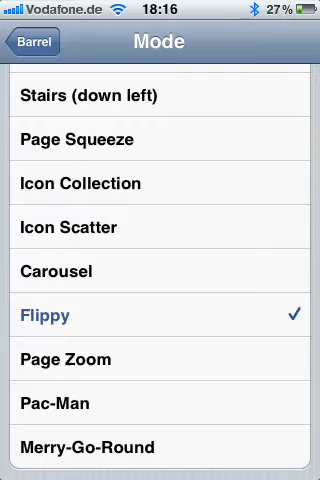 Vodafone.de 18:16 27%
Barrel Mode
Stairs (down left)
Page Squeeze
Icon Collection
Icon Scatter
Carousel
Flippy
Page Zoom
Pac-Man
Merry-Go-Round